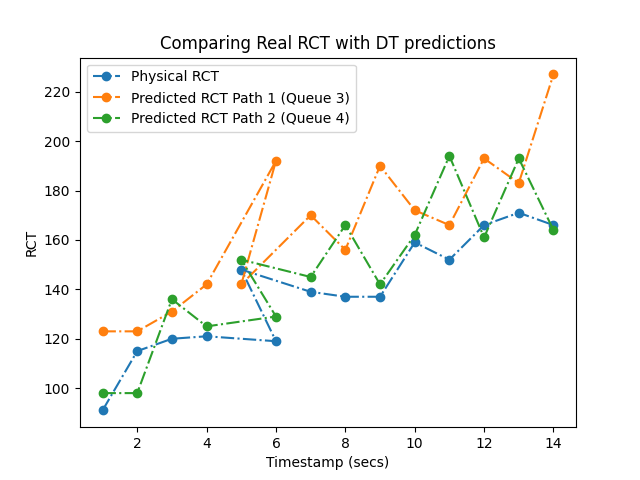 Comparing Real RCT with DT predictions
Physical RCT
Predicted RCT Path 1 (Queue 3)
Predicted RCT Path 2 (Queue 4)
RCT
220
200
180
160
140
120
100
2 4 6 8 10 12 14
Timestamp (secs)